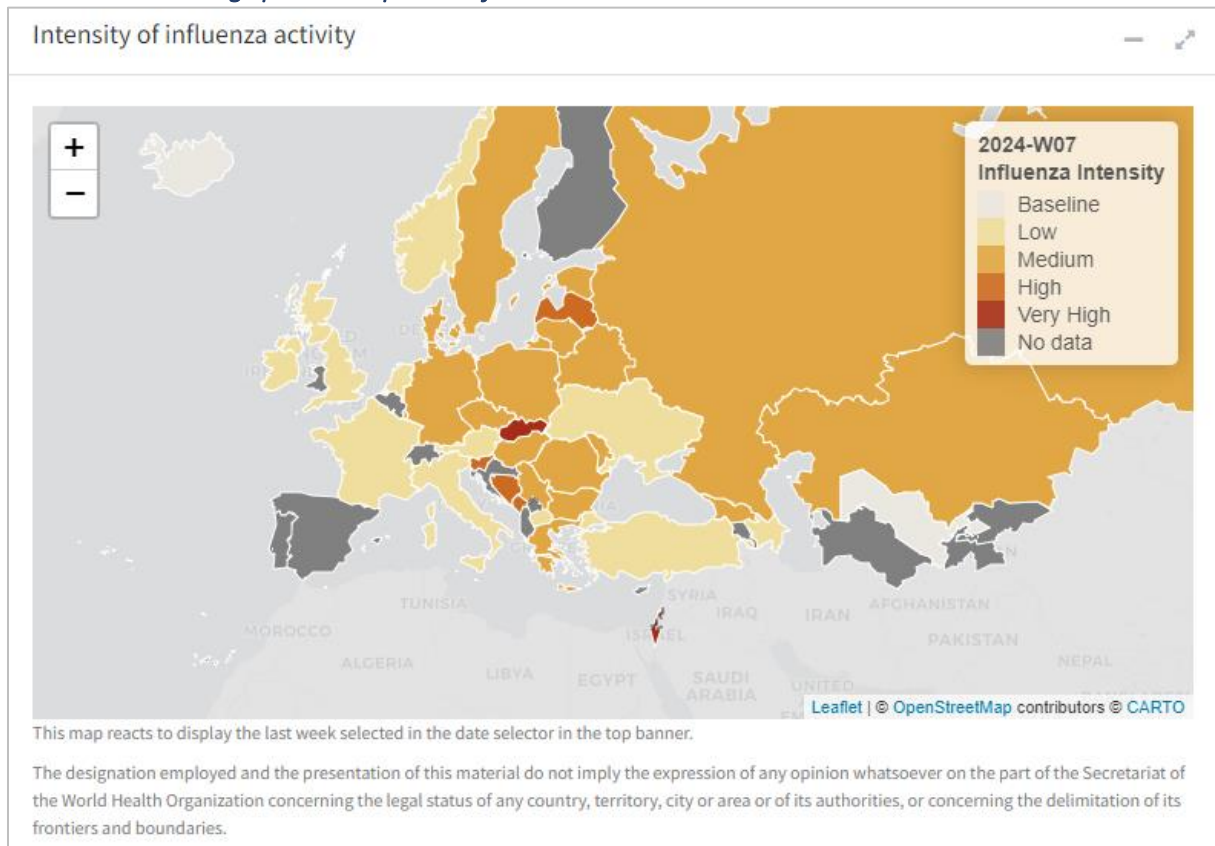 Intensity of influenza activity
+
−
2024-W07
Influenza Intensity
Baseline
Low
Medium
High
Very High
No data
TUNISIA
SYRIA
IRAQ
IRAN
AFGHANISTAN
MOROCCO
PAKISTAN
ALGERIA
LIBYA
EGYPT
SAUDI
ARABIA
UNITED
NEPAL
Leaflet | © OpenStreetMap contributors © CARTO
This map reacts to display the last week selected in the date selector in the top banner.
The designation employed and the presentation of this material do not imply the expression of any opinion whatsoever on the part of the Secretariat of
the World Health Organization concerning the legal status of any country, territory, city or area or of its authorities, or concerning the delimitation of its
frontiers and boundaries.